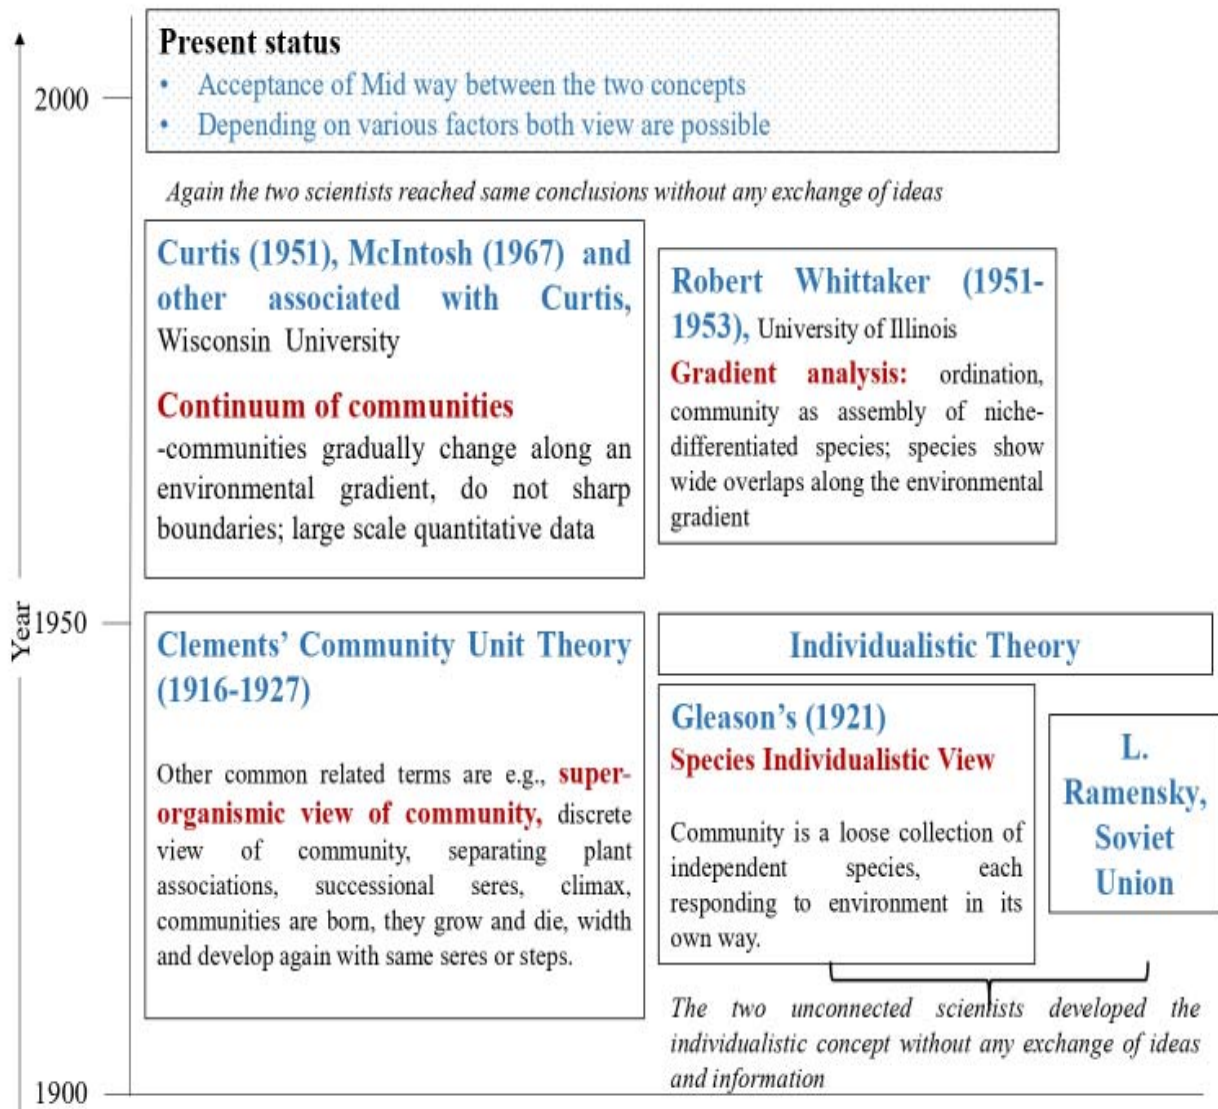 Present status
• Acceptance of Mid way between the two concepts
2000
• Depending on various factors both view are possible
Again the two scientists reached same conclusions without any exchange of ideas
Curtis (1951), McIntosh (1967) and
other associated with Curtis,
Wisconsin University
Continuum of communities
-communities gradually change along an
environmental gradient, do not sharp
boundaries; large scale quantitative data
Robert Whittaker (1951-
1953), University of Illinois
Gradient analysis: ordination,
community as assembly of niche-
differentiated species; species show
wide overlaps along the environmental
gradient
Year
1950
Clements' Community Unit Theory
(1916-1927)
Other common related terms are e.g., super-
organismic view of community, discrete
view of community, separating plant
associations, successional seres, climax,
communities are born, they grow and die, width
and develop again with same seres or steps.
Individualistic Theory
Gleason's (1921)
Species Individualistic View
Community is a loose collection of
independent species, each
responding to environment in its
own way.
L.
Ramensky,
Soviet
Union
The two unconnected scientists developed the
individualistic concept without any exchange of ideas
and information
1900